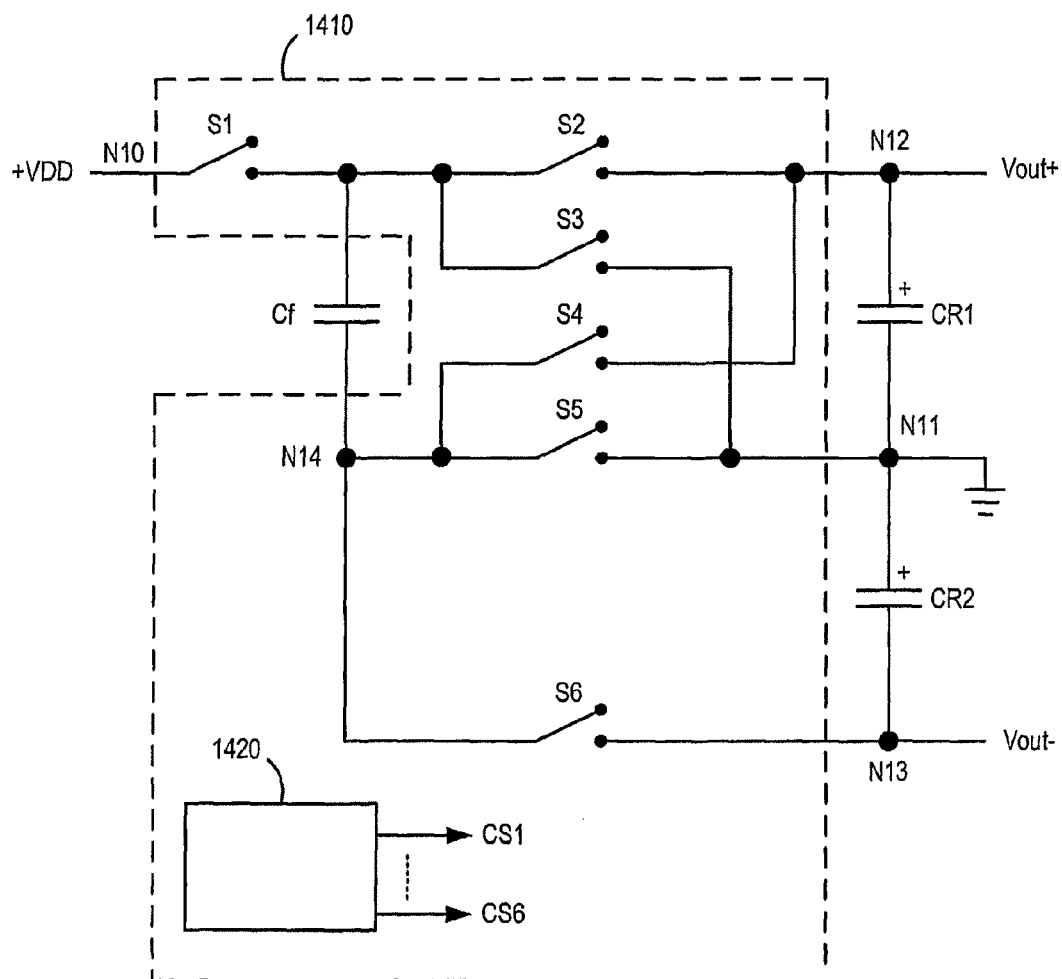 1410
S1
S2
N10
N12
+VDD
Vout+
S3
Cf
S4
+
CR1
S5
N11
N14
+
CR2
S6
1420
Vout-
N13
CS1
CS6